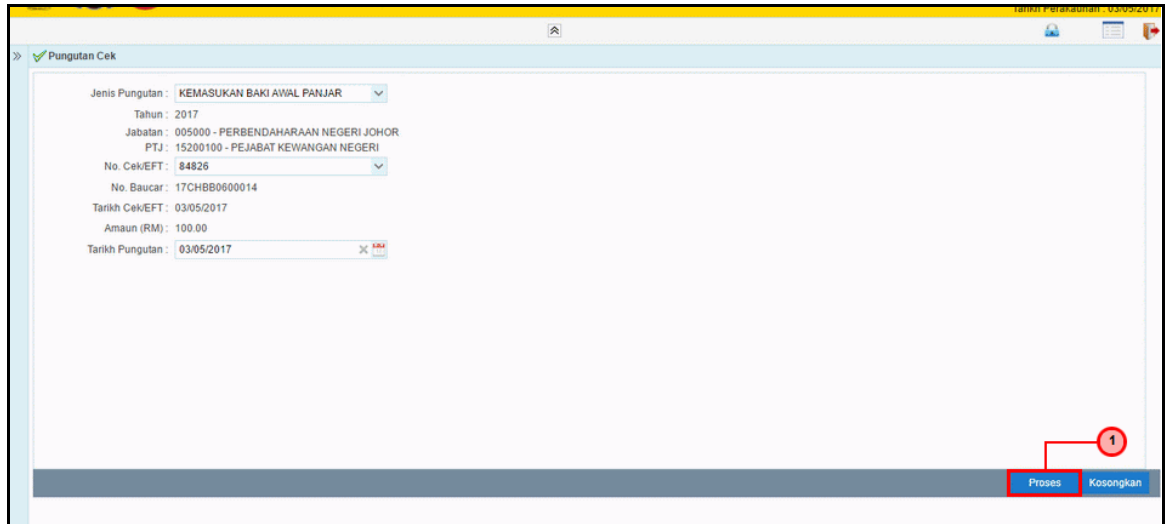 Tarikh Perakaunan : 03/05/2017
Pungutan Cek
Jenis Pungutan : KEMASUKAN BAKI AWAL PANJAR
Tahun : 2017
Jabatan : 005000 - PERBENDAHARAAN NEGERI JOHOR
PTJ : 15200100 - PEJABAT KEWANGAN NEGERI
No. Cek/EFT : 84826
No. Baucar : 17CHBB0600014
Tarikh Cek/EFT : 03/05/2017
Amaun (RM) : 100.00
Tarikh Pungutan : 03/05/2017
1
Proses Kosongkan